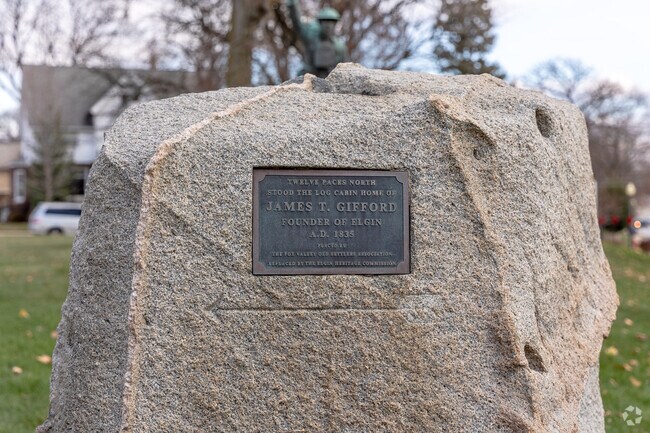 TWELVE PACES NORTH
STOOD THE LOG CABIN HOME OF
JAMES T. GIFFORD
FOUNDER OF ELGIN
A.D. 1835
PLACED BY
THE FOX VALLEY OLD SETTLERS ASSOCIATION
REPLACED BY THE ELGIN HERITAGE COMMISSION